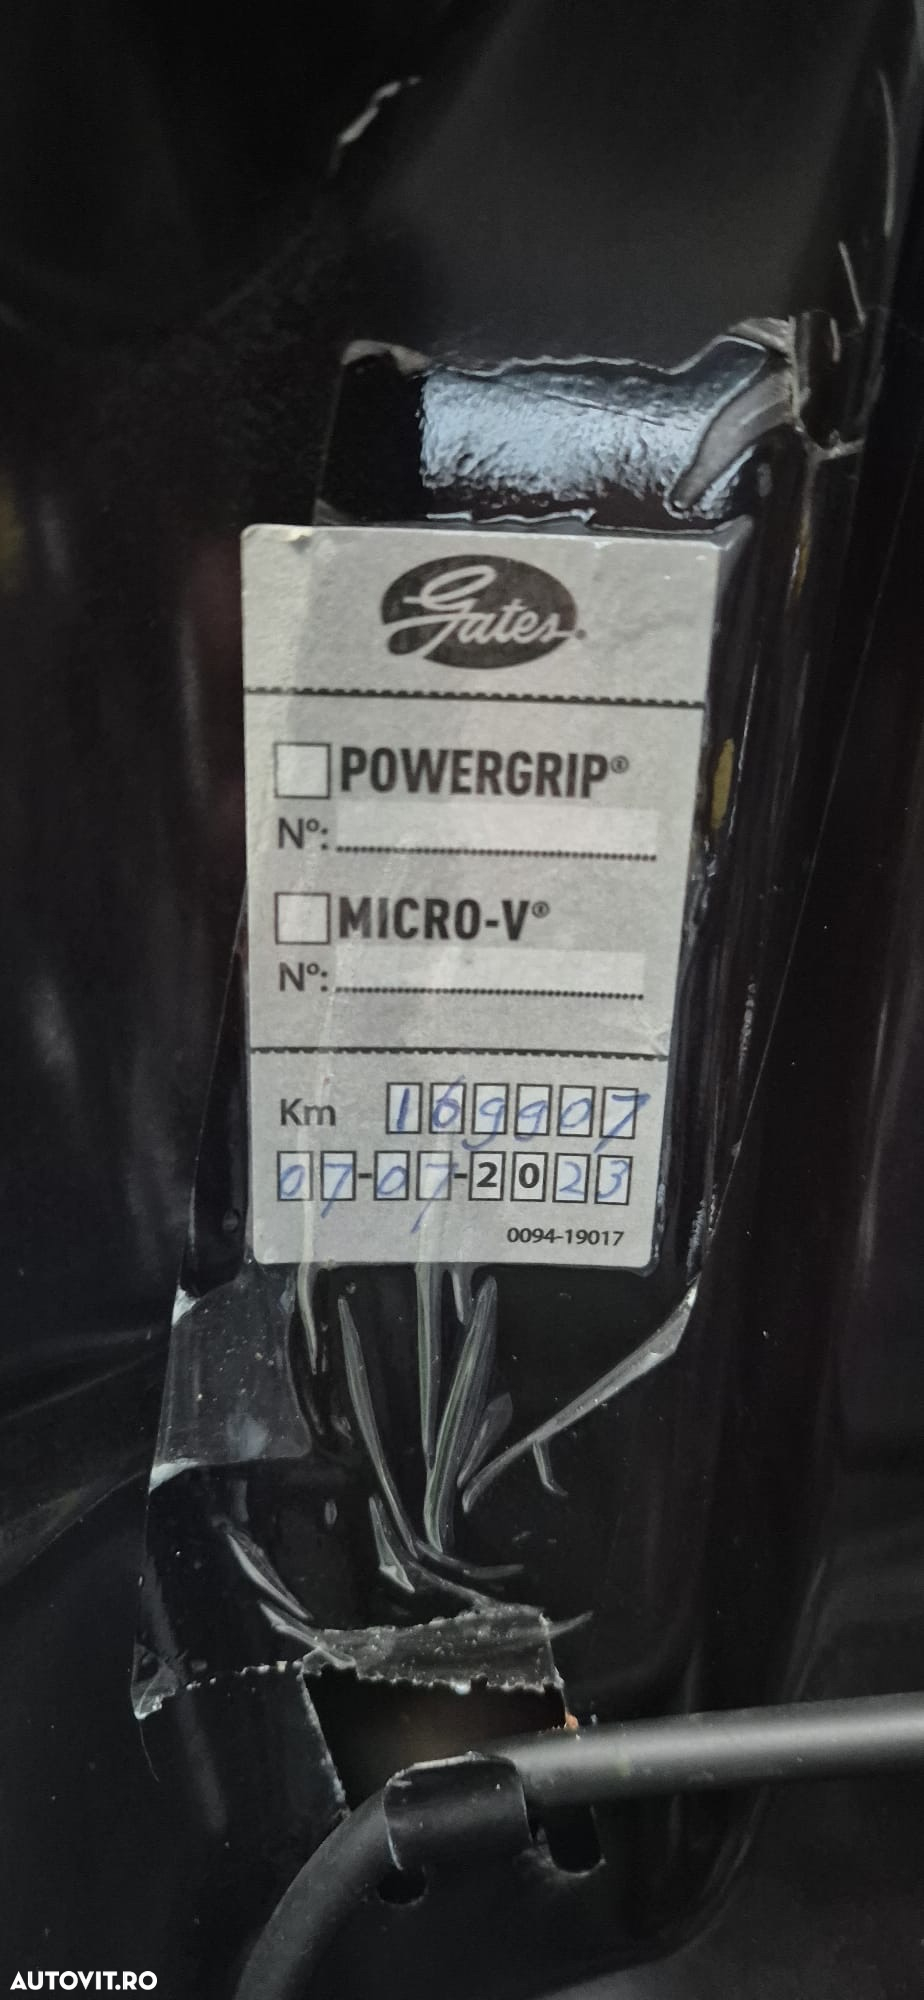 Gates®
POWERGRIP®
Nº:
MICRO-V®
Nº:
Km 169907
07-07-2023
0094-19017
AUTOVIT.RO